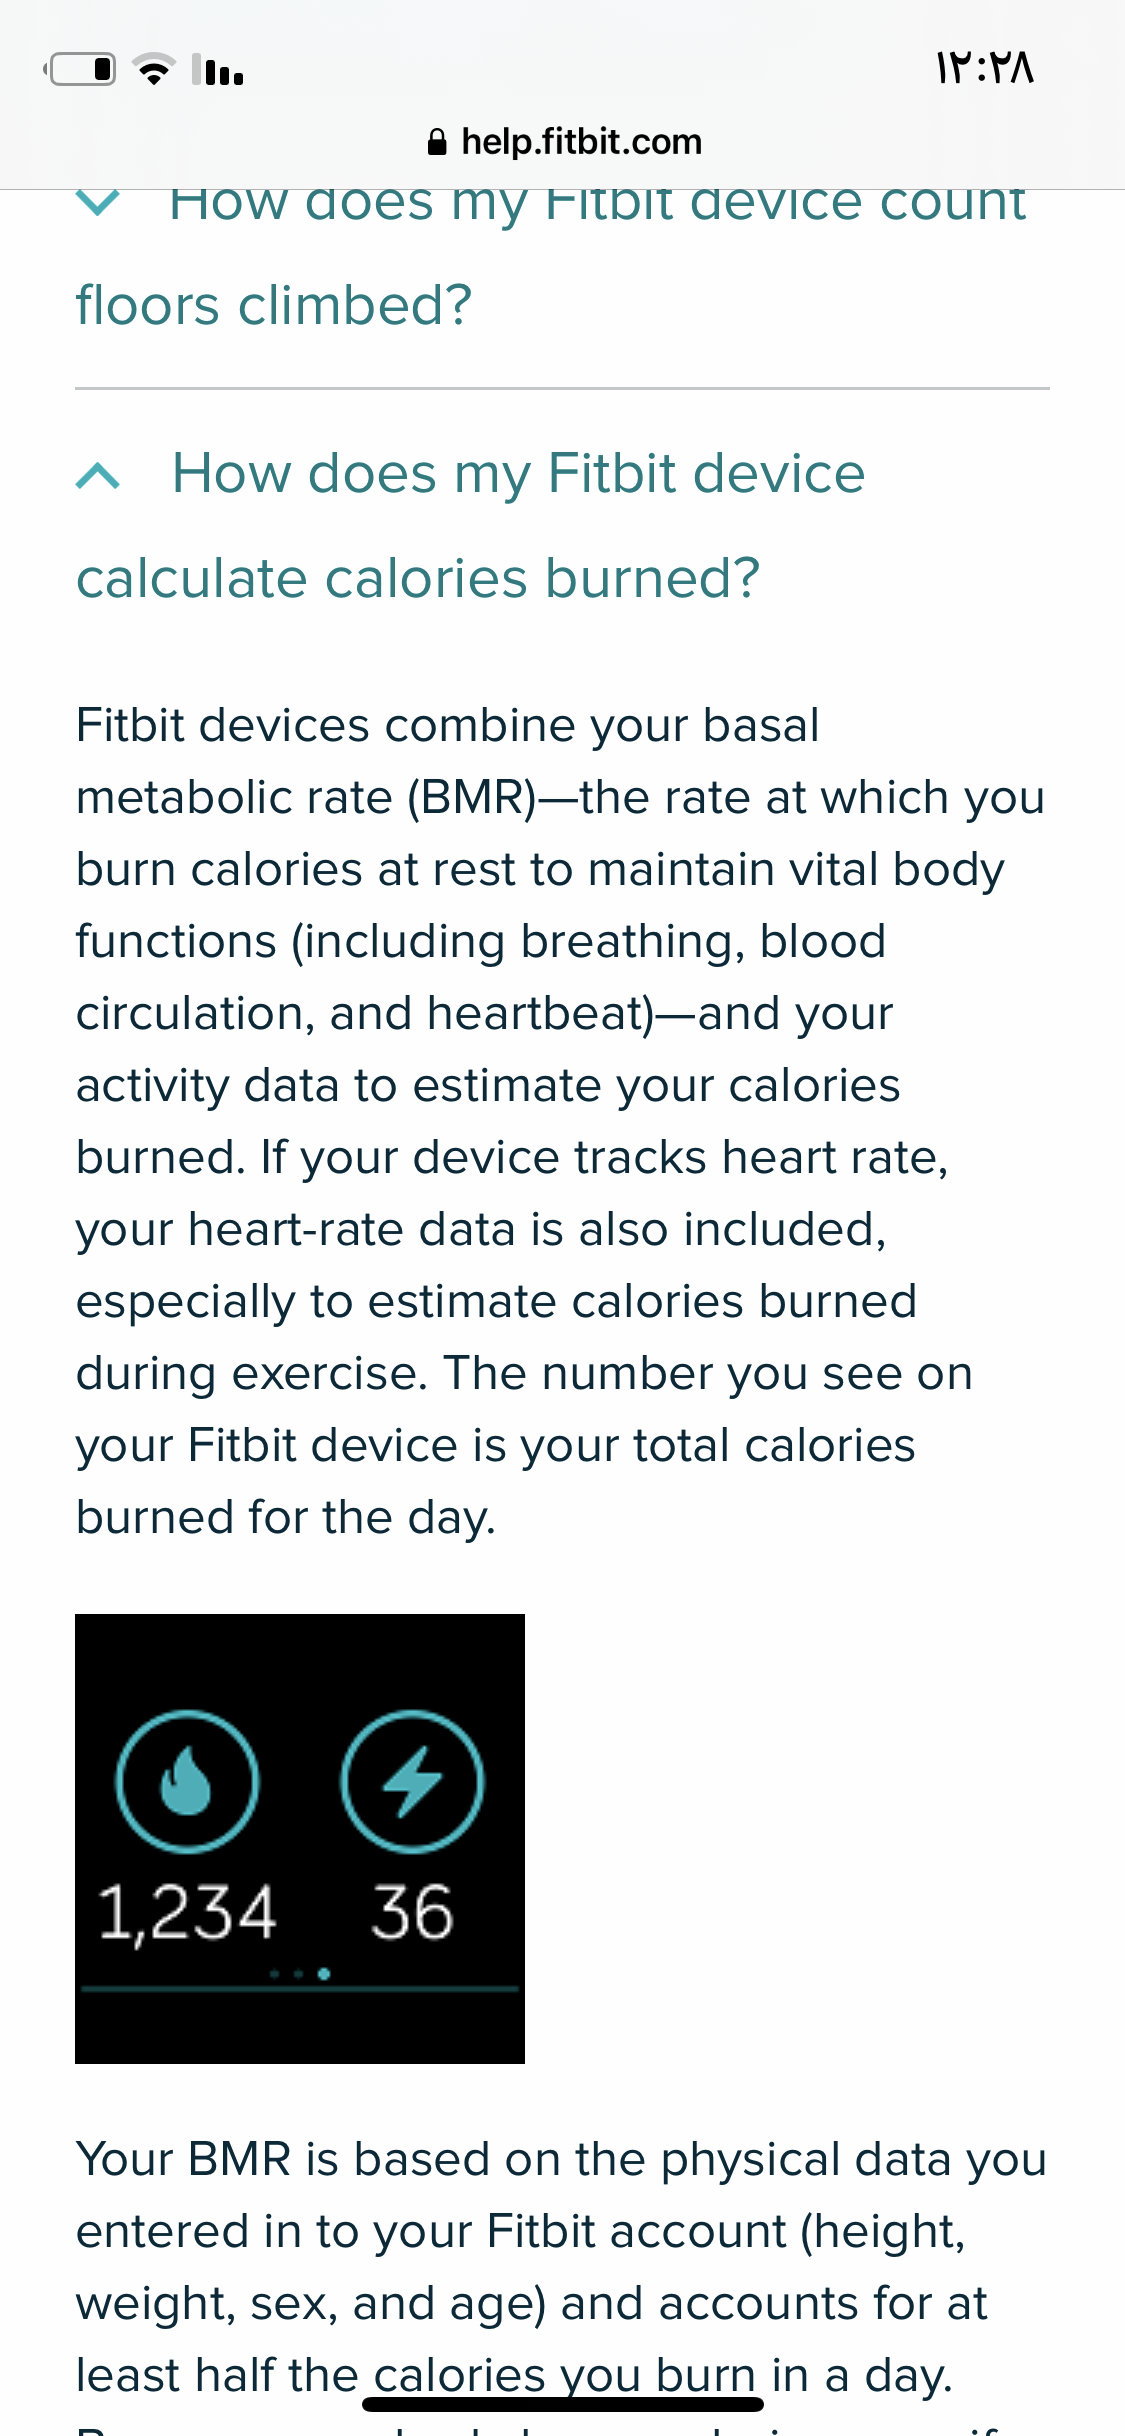 ۱۲:۲۸
help.fitbit.com
How does my Fitbit device count
floors climbed?
How does my Fitbit device
calculate calories burned?
Fitbit devices combine your basal
metabolic rate (BMR)—the rate at which you
burn calories at rest to maintain vital body
functions (including breathing, blood
circulation, and heartbeat)—and your
activity data to estimate your calories
burned. If your device tracks heart rate,
your heart-rate data is also included,
especially to estimate calories burned
during exercise. The number you see on
your Fitbit device is your total calories
burned for the day.
1,234 36
Your BMR is based on the physical data you
entered in to your Fitbit account (height,
weight, sex, and age) and accounts for at
least half the calories you burn in a day.